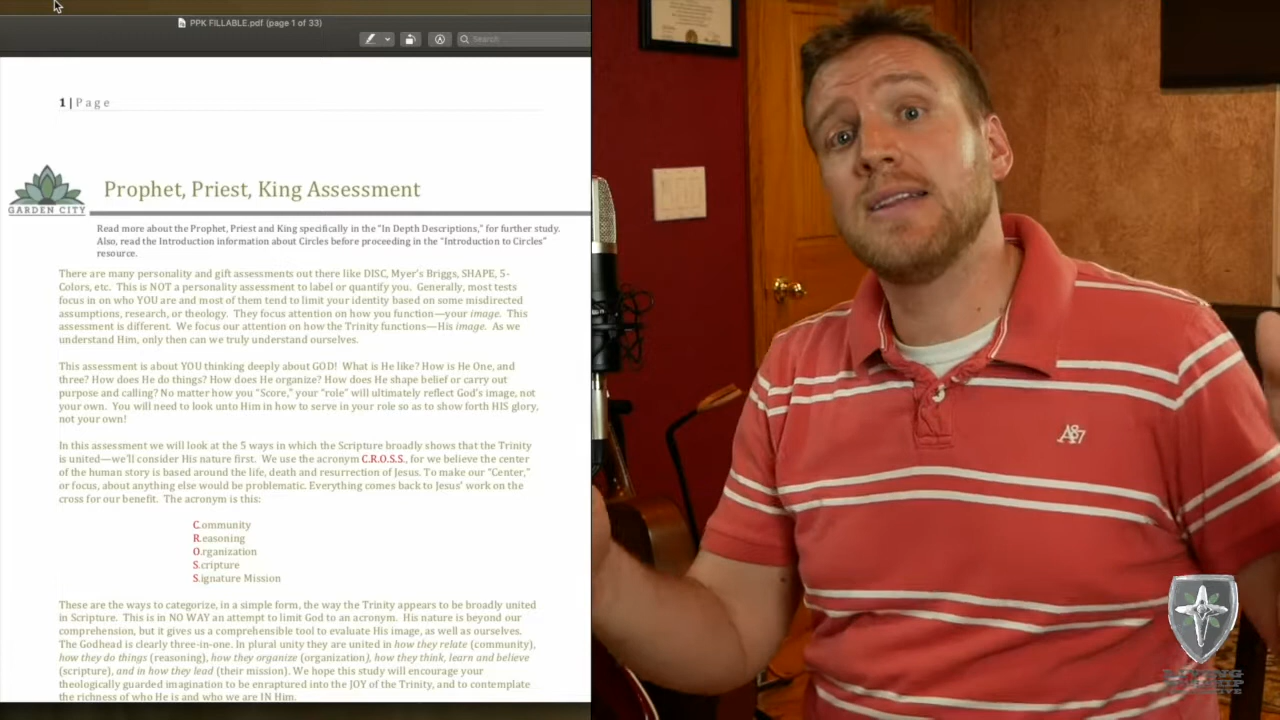 PPK FILLABLE.pdf (page 1 of 33)
Search
1 | Page
GARDEN CITY
Prophet, Priest, King Assessment
Read more about the Prophet, Priest and King specifically in the "In Depth Descriptions," for further study.
Also, read the Introduction information about Circles before proceeding in the "Introduction to Circles"
resource.
There are many personality and gift assessments out there like DISC, Myer's Briggs, SHAPE, 5-
Colors, etc. This is NOT a personality assessment to label or quantify you. Generally, most tests
focus in on who YOU are and most of them tend to limit your identity based on some misdirected
assumptions, research, or theology. They focus attention on how you function—your image. This
assessment is different. We focus our attention on how the Trinity functions—His image. As we
understand Him, only then can we truly understand ourselves.
This assessment is about YOU thinking deeply about GOD! What is He like? How is He One, and
three? How does He do things? How does He organize? How does He shape belief or carry out
purpose and calling? No matter how you "Score," your "role" will ultimately reflect God's image, not
your own. You will need to look unto Him in how to serve in your role so as to show forth HIS glory,
not your own!
In this assessment we will look at the 5 ways in which the Scripture broadly shows that the Trinity
is united—we'll consider His nature first. We use the acronym C.R.O.S.S., for we believe the center
of the human story is based around the life, death and resurrection of Jesus. To make our "Center,"
or focus, about anything else would be problematic. Everything comes back to Jesus' work on the
cross for our benefit. The acronym is this:
C.ommunity
R.easoning
O.rganization
S.cripture
S.ignature Mission
These are the ways to categorize, in a simple form, the way the Trinity appears to be broadly united
in Scripture. This is in NO WAY an attempt to limit God to an acronym. His nature is beyond our
comprehension, but it gives us a comprehensible tool to evaluate His image, as well as ourselves.
The Godhead is clearly three-in-one. In plural unity they are united in how they relate (community),
how they do things (reasoning), how they organize (organization), how they think, learn and believe
(scripture), and in how they lead (their mission). We hope this study will encourage your
theologically guarded imagination to be enraptured into the JOY of the Trinity, and to contemplate
the richness of who He is and who we are IN Him.
A87